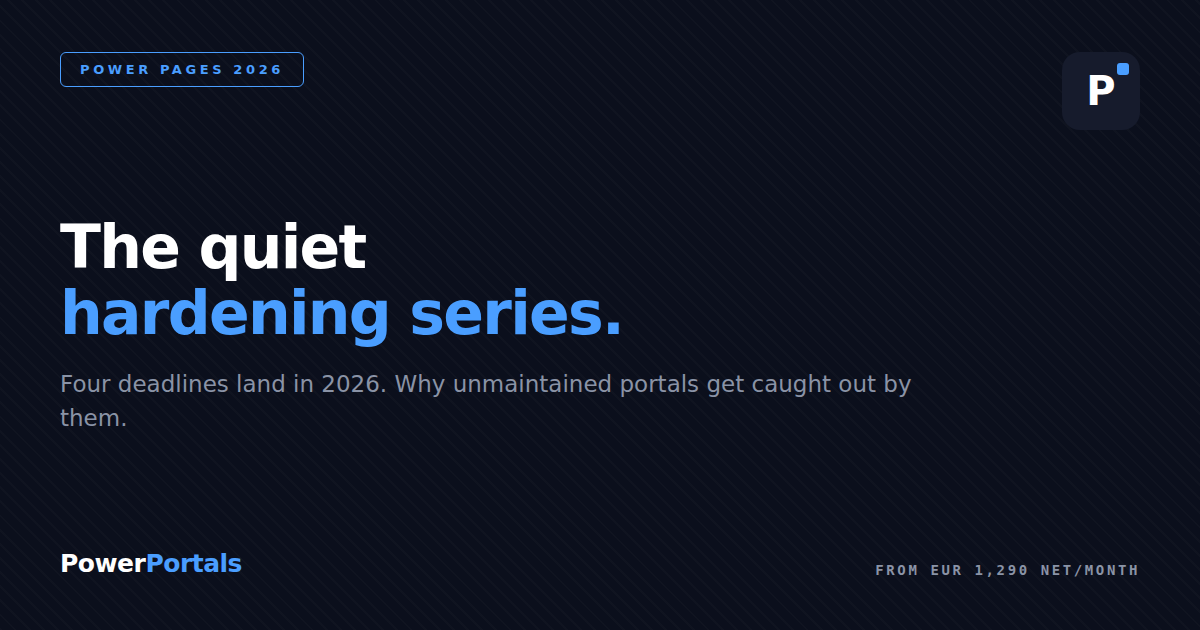 POWER PAGES 2026
P
The quiet
hardening series.
Four deadlines land in 2026. Why unmaintained portals get caught out by
them.
PowerPortals
FROM EUR 1,290 NET/MONTH